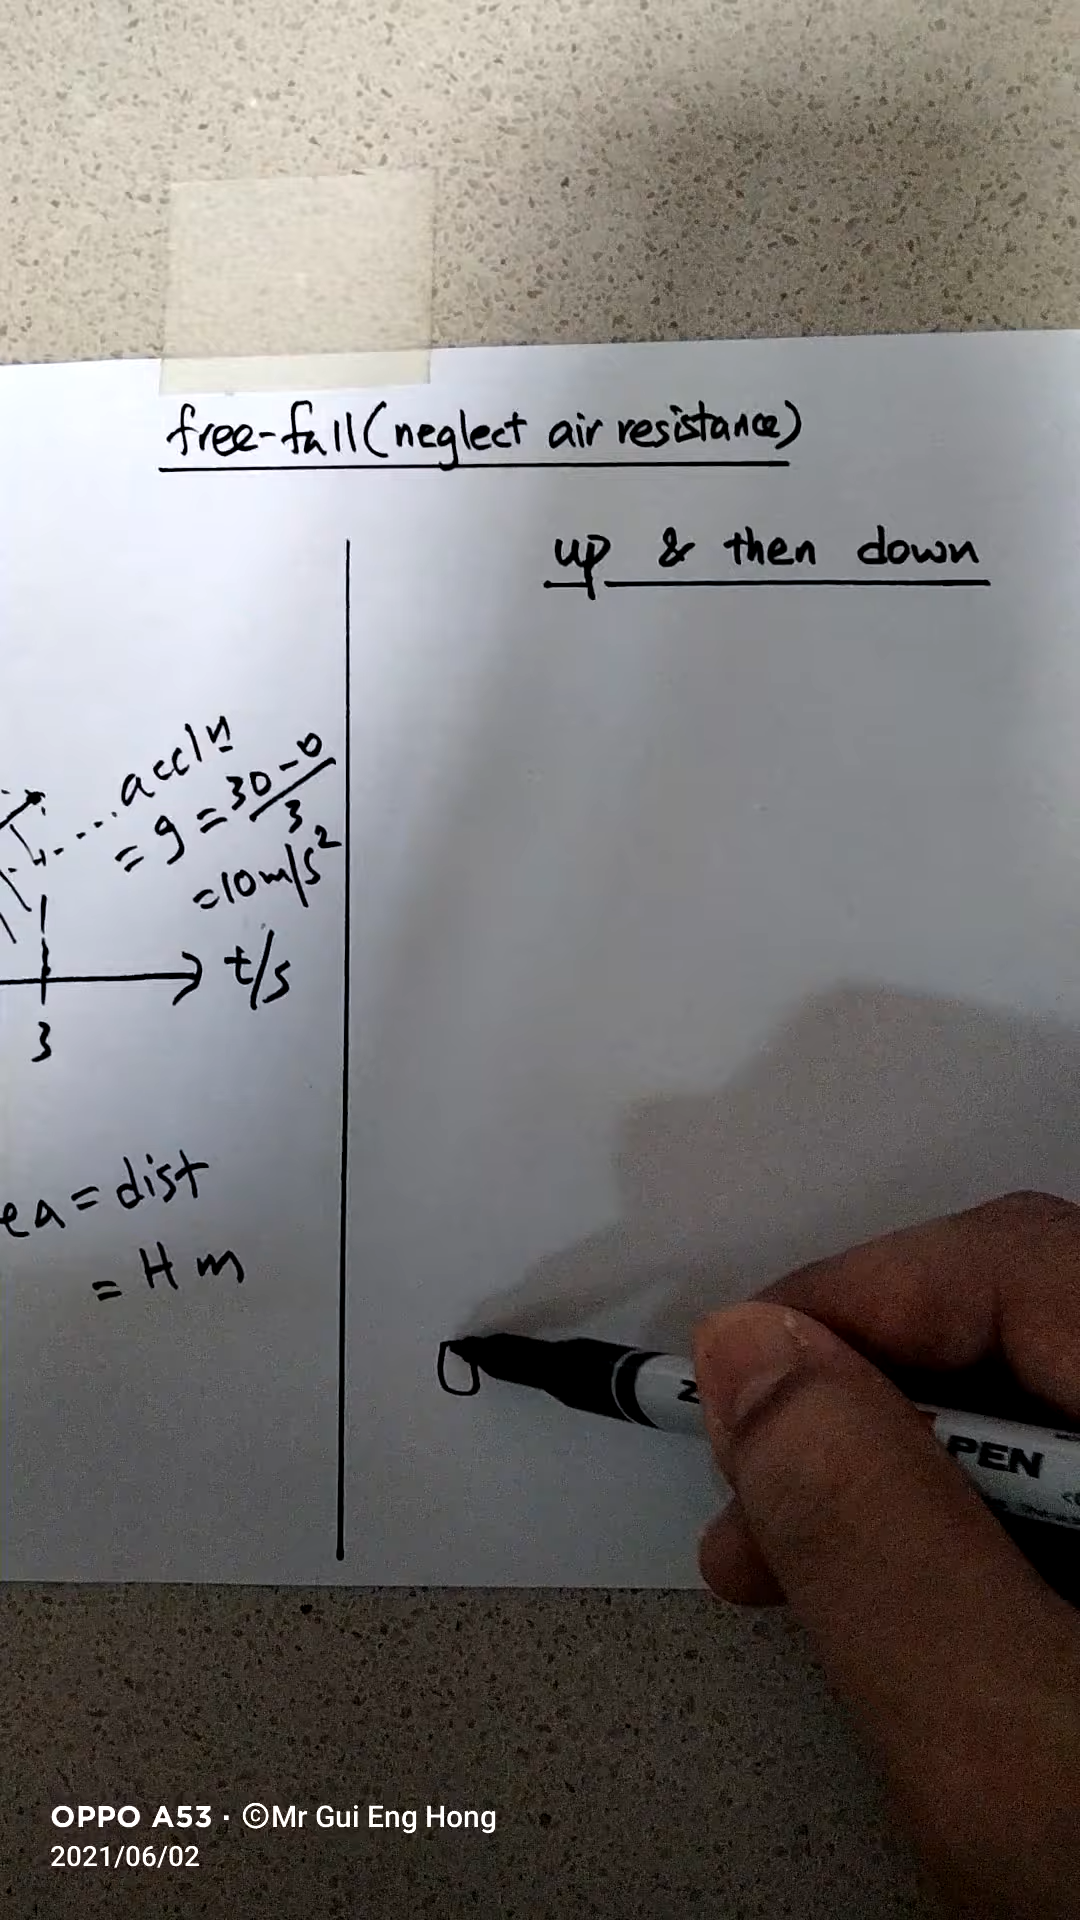 free-fall (neglect air resistance)
up & then down
accln
= g = 30-0
3
= 10 m/s²
t/s
3
ea = dist
= H m
PEN
OPPO A53 · ©Mr Gui Eng Hong
2021/06/02